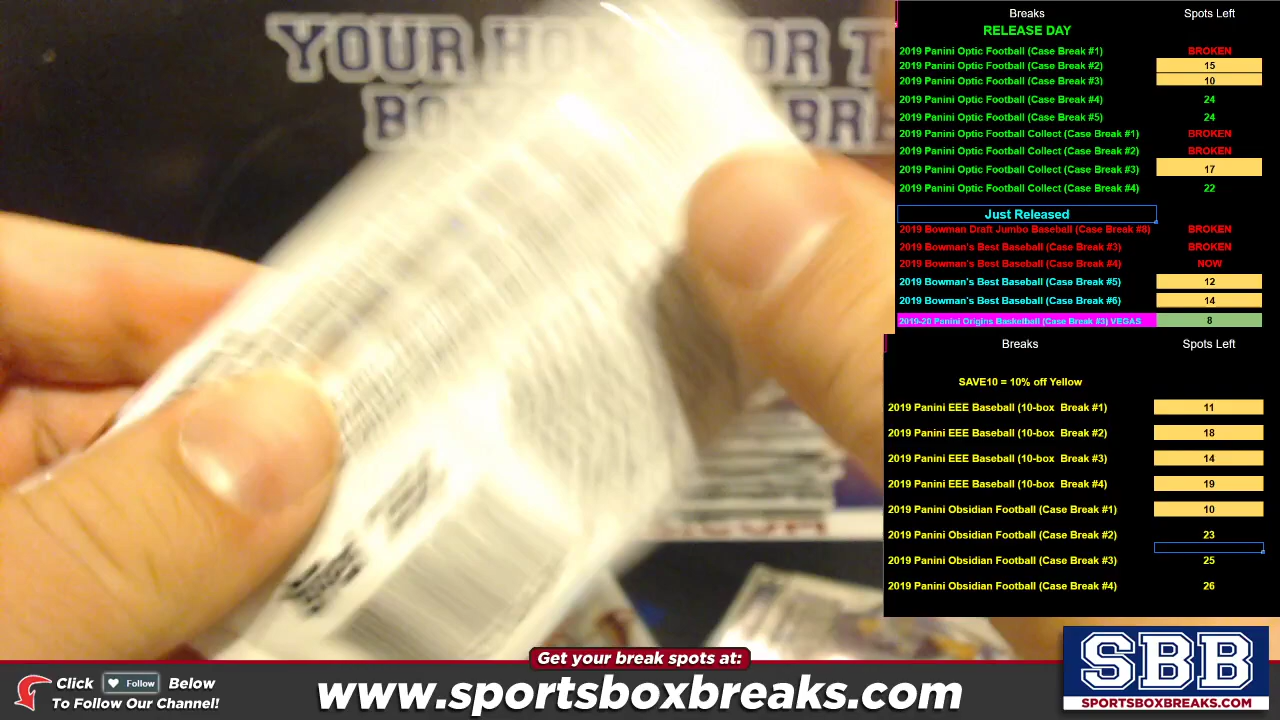 YOUR
Breaks Spots Left
RELEASE DAY
2019 Panini Optic Football (Case Break #1) BROKEN
2019 Panini Optic Football (Case Break #2) 15
2019 Panini Optic Football (Case Break #3) 10
2019 Panini Optic Football (Case Break #4) 24
2019 Panini Optic Football (Case Break #5) 24
2019 Panini Optic Football Collect (Case Break #1) BROKEN
2019 Panini Optic Football Collect (Case Break #2) BROKEN
2019 Panini Optic Football Collect (Case Break #3) 17
2019 Panini Optic Football Collect (Case Break #4) 22
Just Released
2019 Bowman Draft Jumbo Baseball (Case Break #8) BROKEN
2019 Bowman's Best Baseball (Case Break #3) BROKEN
2019 Bowman's Best Baseball (Case Break #4) NOW
2019 Bowman's Best Baseball (Case Break #5) 12
2019 Bowman's Best Baseball (Case Break #6) 14
2019-20 Panini Origins Basketball (Case Break #3) VEGAS 8
Breaks Spots Left
SAVE10 = 10% off Yellow
2019 Panini EEE Baseball (10-box Break #1) 11
2019 Panini EEE Baseball (10-box Break #2) 18
2019 Panini EEE Baseball (10-box Break #3) 14
2019 Panini EEE Baseball (10-box Break #4) 19
2019 Panini Obsidian Football (Case Break #1) 10
2019 Panini Obsidian Football (Case Break #2) 23
2019 Panini Obsidian Football (Case Break #3) 25
2019 Panini Obsidian Football (Case Break #4) 26
Get your break spots at:
Click Follow Below
To Follow Our Channel!
www.sportsboxbreaks.com
SBB
SPORTSBOXBREAKS.COM